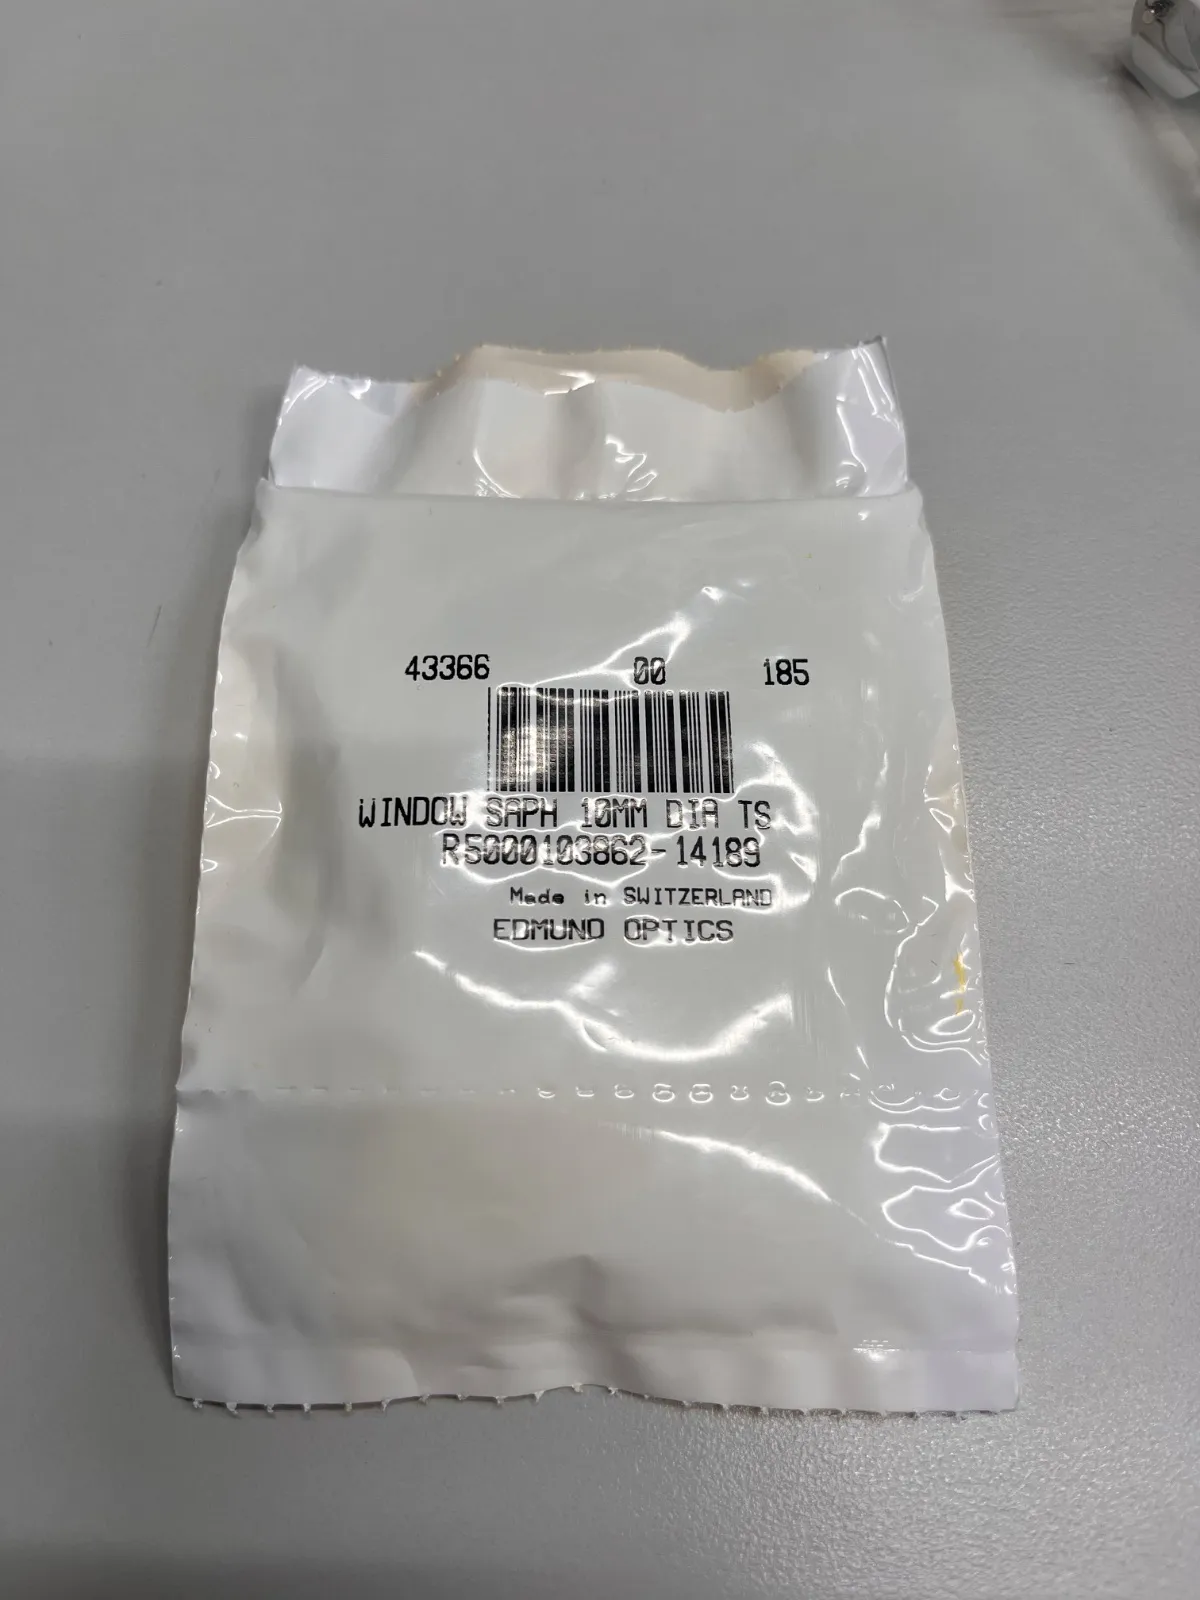 43366 00 185
WINDOW SAPH 10MM DIA TS
R5000103862-14189
Made in SWITZERLAND
EDMUND OPTICS